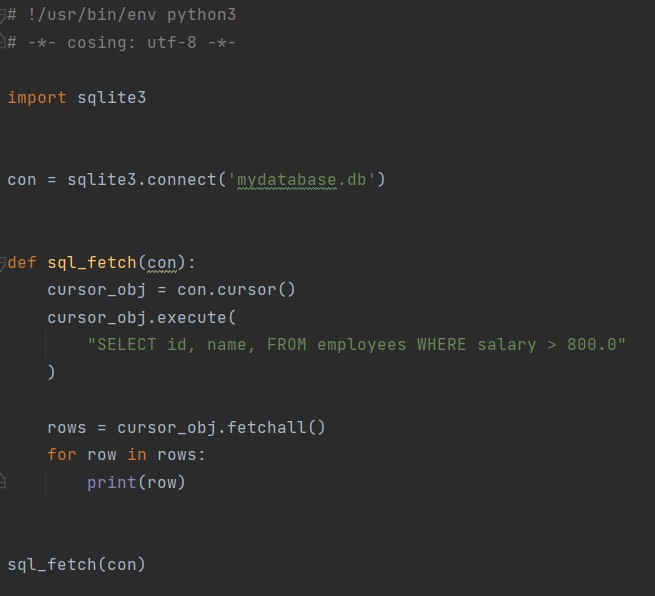 # !/usr/bin/env python3
# -*- cosing: utf-8 -*-
import sqlite3
con = sqlite3.connect('mydatabase.db')
def sql_fetch(con):
cursor_obj = con.cursor()
cursor_obj.execute(
"SELECT id, name, FROM employees WHERE salary > 800.0"
)
rows = cursor_obj.fetchall()
for row in rows:
print(row)
sql_fetch(con)